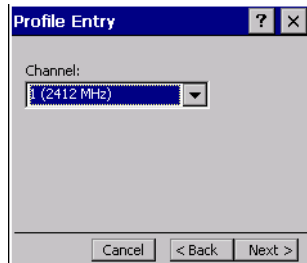 Profile Entry ? ×
Channel:
1 (2412 MHz)
Cancel < Back Next >